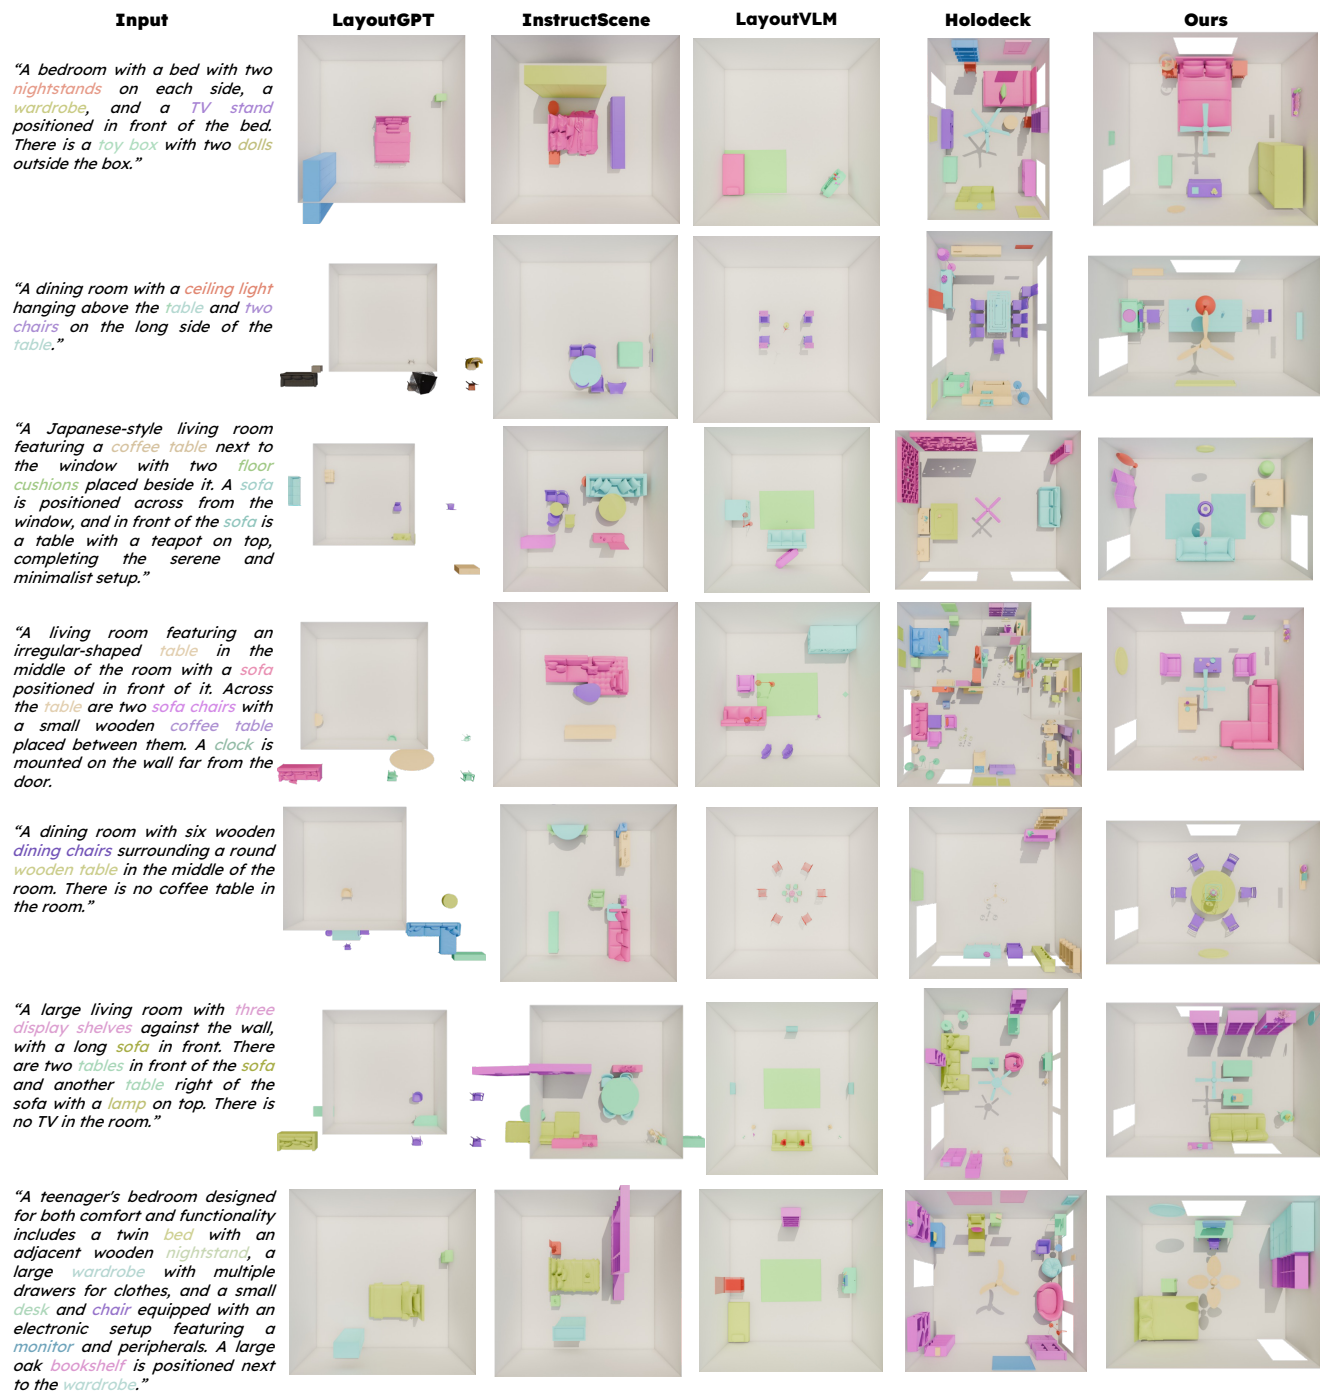 Input LayoutGPT InstructScene LayoutVLM Holodeck Ours
“A bedroom with a bed with two
nightstands on each side, a
wardrobe, and a TV stand
positioned in front of the bed.
There is a toy box with two dolls
outside the box.”
“A dining room with a ceiling light
hanging above the table and two
chairs on the long side of the
table.”
“A Japanese-style living room
featuring a coffee table next to
the window with two floor
cushions placed beside it. A sofa
is positioned across from the
window, and in front of the sofa is
a table with a teapot on top,
completing the serene and
minimalist setup.”
“A living room featuring an
irregular-shaped table in the
middle of the room with a sofa
positioned in front of it. Across
the table are two sofa chairs with
a small wooden coffee table
placed between them. A clock is
mounted on the wall far from the
door.
“A dining room with six wooden
dining chairs surrounding a round
wooden table in the middle of the
room. There is no coffee table in
the room.”
“A large living room with three
display shelves against the wall,
with a long sofa in front. There
are two tables in front of the sofa
and another table right of the
sofa with a lamp on top. There is
no TV in the room.”
“A teenager's bedroom designed
for both comfort and functionality
includes a twin bed with an
adjacent wooden nightstand, a
large wardrobe with multiple
drawers for clothes, and a small
desk and chair equipped with an
electronic setup featuring a
monitor and peripherals. A large
oak bookshelf is positioned next
to the wardrobe.”